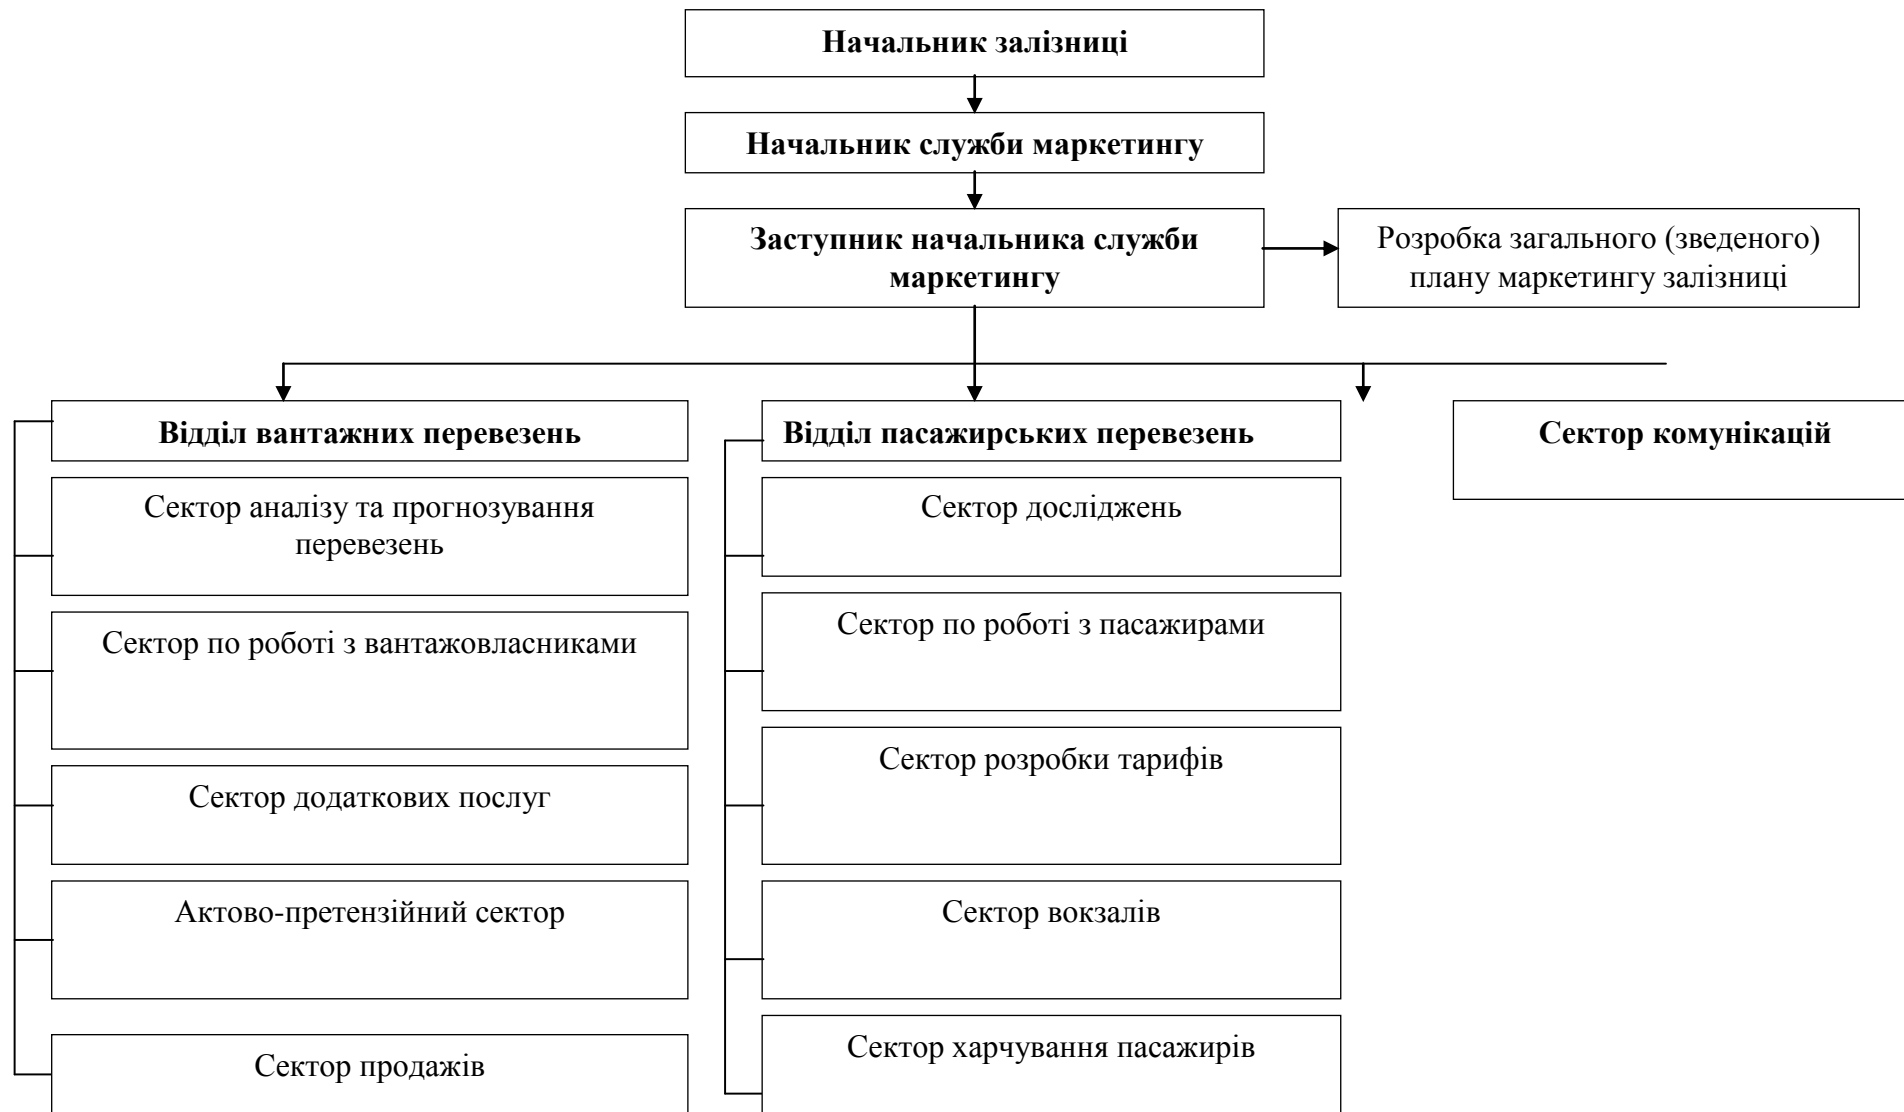 Начальник залізниці
Начальник служби маркетингу
Заступник начальника служби
маркетингу
Розробка загального (зведеного)
плану маркетингу залізниці
Відділ вантажних перевезень
Сектор аналізу та прогнозування
перевезень
Сектор по роботі з вантажовласниками
Сектор додаткових послуг
Актово-претензійний сектор
Сектор продажів
Відділ пасажирських перевезень
Сектор досліджень
Сектор по роботі з пасажирами
Сектор розробки тарифів
Сектор вокзалів
Сектор харчування пасажирів
Сектор комунікацій